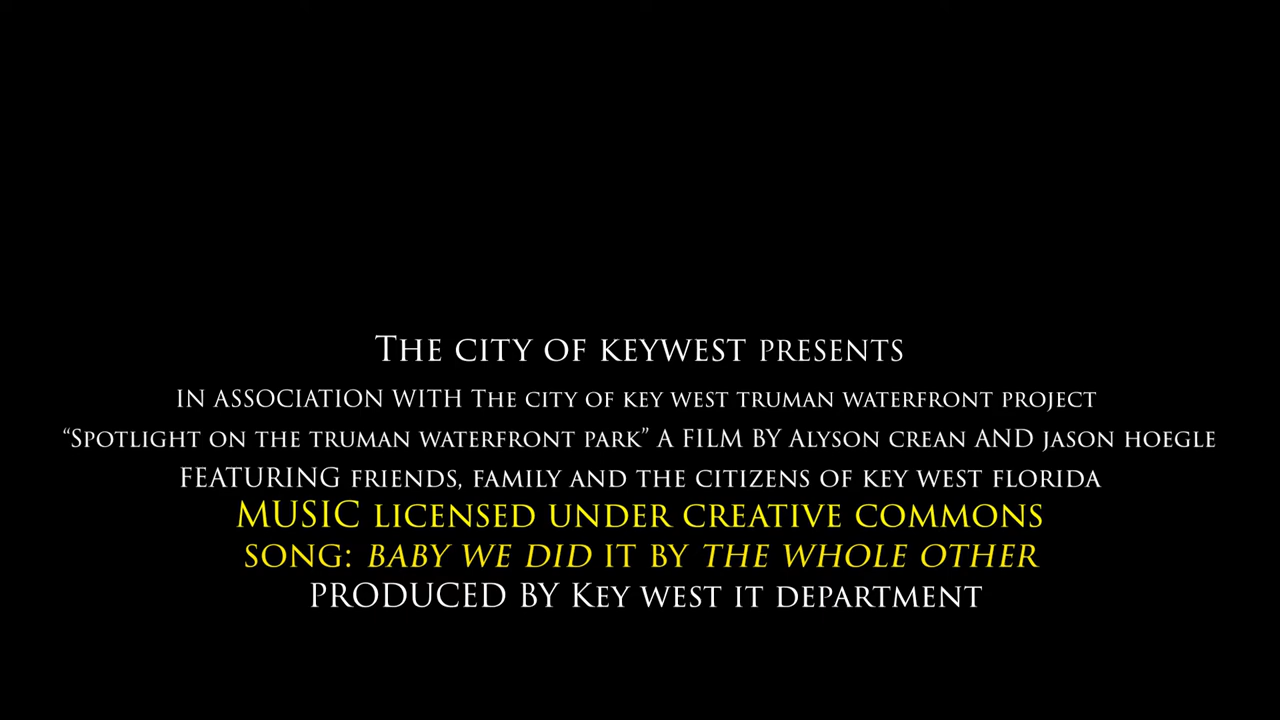 The city of keywest presents
IN ASSOCIATION WITH The city of key west truman waterfront project
“Spotlight on the truman waterfront park” A FILM BY Alyson crean AND jason hoegle
FEATURING friends, family and the citizens of key west florida
MUSIC licensed under creative commons
song: baby we did it by the whole other
PRODUCED BY Key west it department